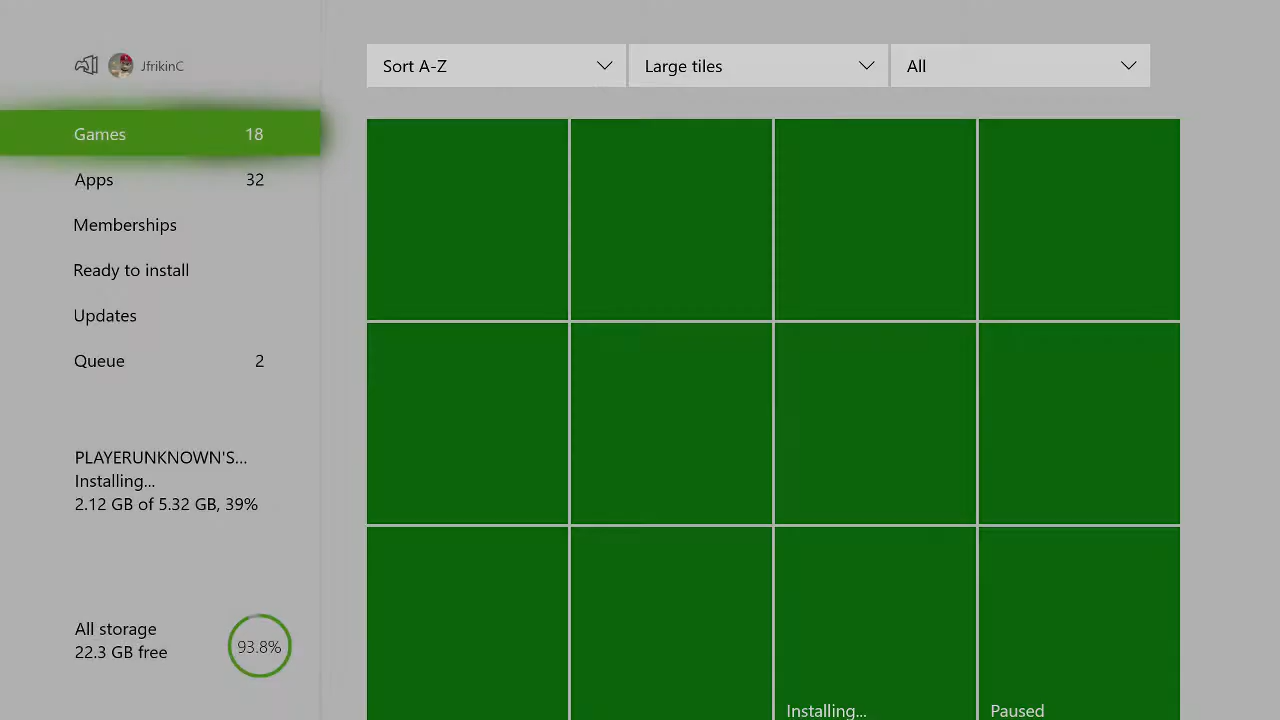 JfrikinC
Sort A-Z
Large tiles
All
Games 18
Apps 32
Memberships
Ready to install
Updates
Queue 2
PLAYERUNKNOWN'S...
Installing...
2.12 GB of 5.32 GB, 39%
All storage
22.3 GB free
93.8%
Installing...
Paused